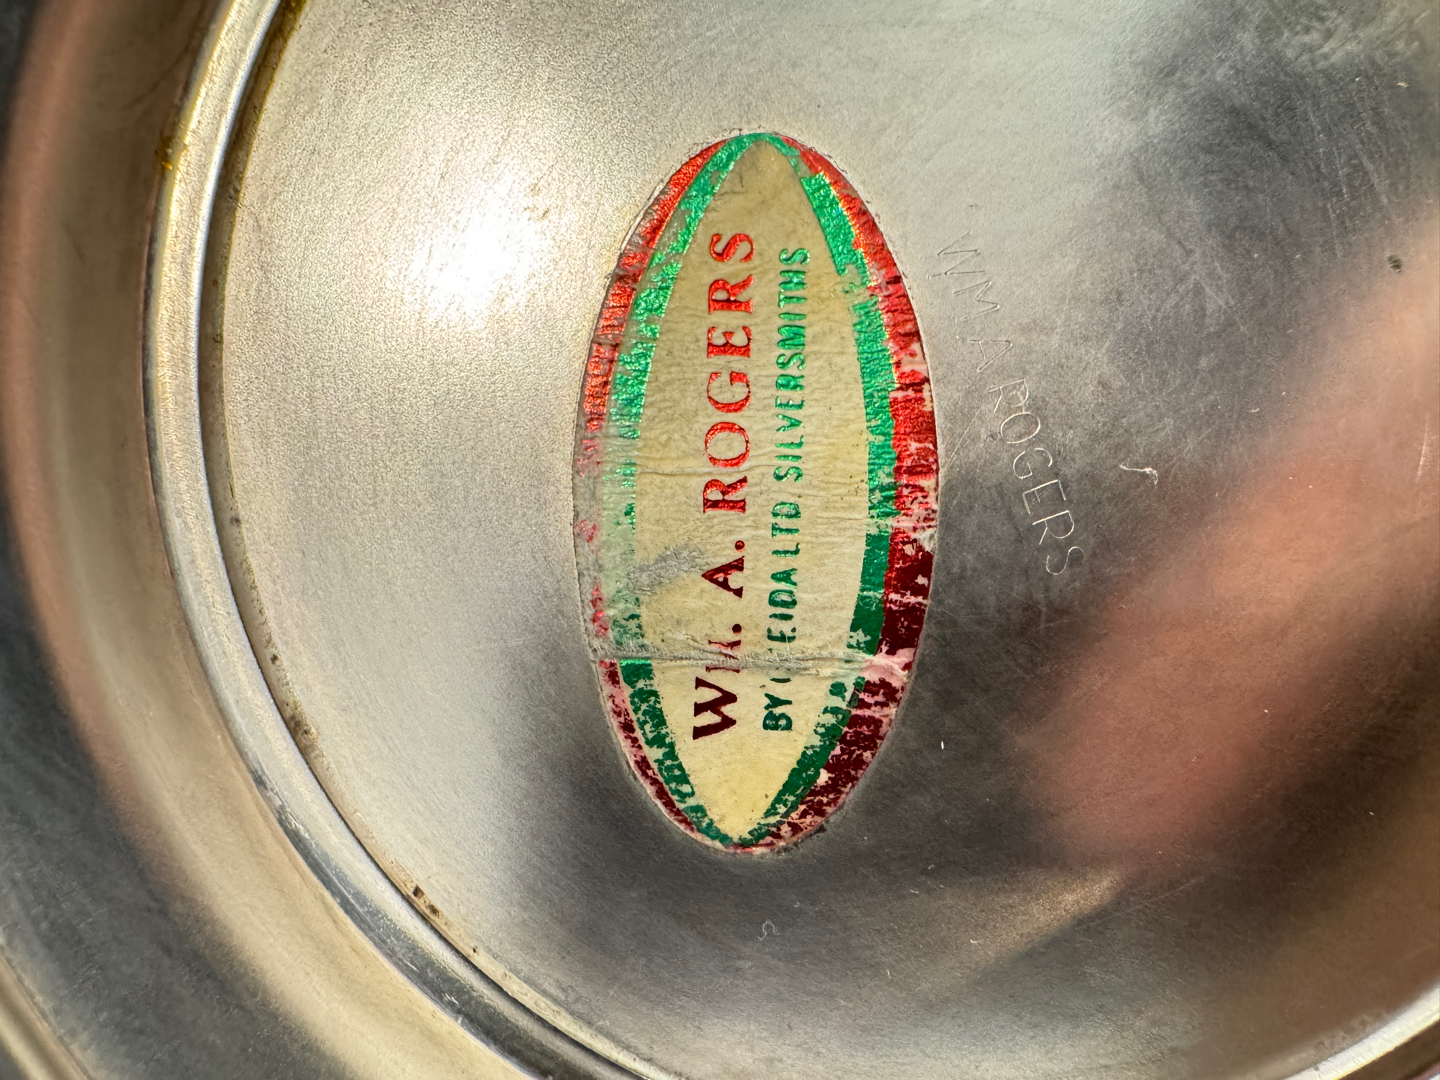 WM. A. ROGERS
BY ONEIDA LTD. SILVERSMITHS
WM.A ROGERS